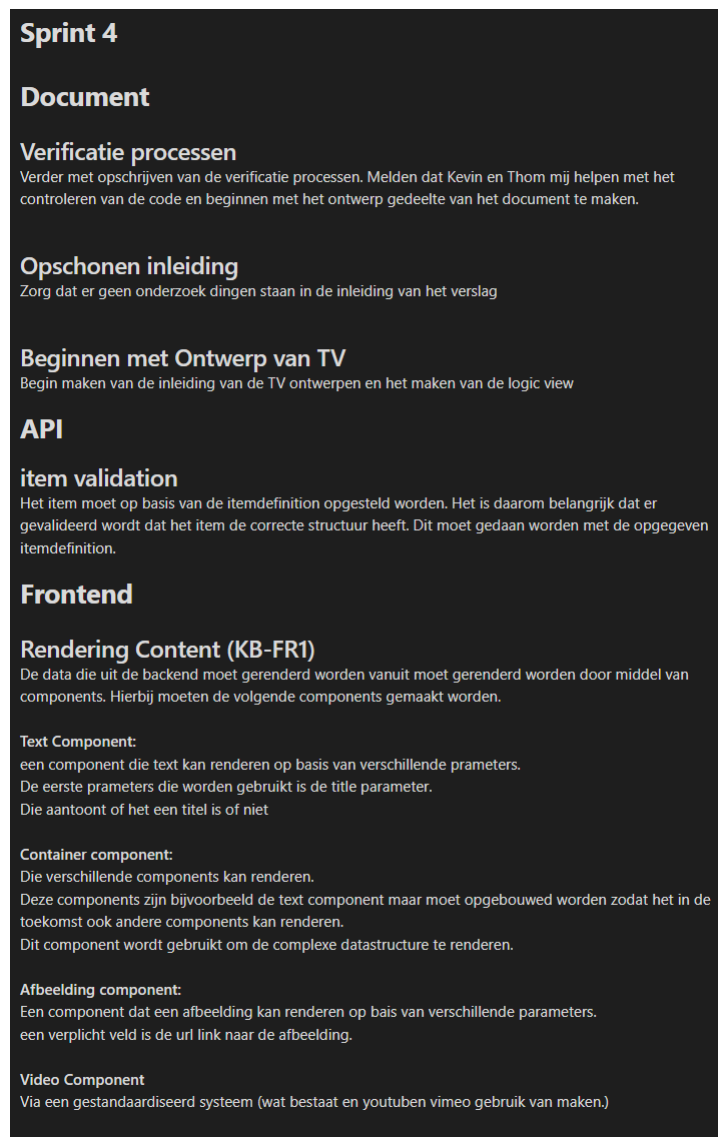 Sprint 4
Document
Verificatie processen
Verder met opschrijven van de verificatie processen. Melden dat Kevin en Thom mij helpen met het
controleren van de code en beginnen met het ontwerp gedeelte van het document te maken.
Opschonen inleiding
Zorg dat er geen onderzoek dingen staan in de inleiding van het verslag
Beginnen met Ontwerp van TV
Begin maken van de inleiding van de TV ontwerpen en het maken van de logic view
API
item validation
Het item moet op basis van de itemdefinition opgesteld worden. Het is daarom belangrijk dat er
gevalideerd wordt dat het item de correcte structuur heeft. Dit moet gedaan worden met de opgegeven
itemdefinition.
Frontend
Rendering Content (KB-FR1)
De data die uit de backend moet gerenderd worden vanuit moet gerenderd worden door middel van
components. Hierbij moeten de volgende components gemaakt worden.
Text Component:
een component die text kan renderen op basis van verschillende prameters.
De eerste prameters die worden gebruikt is de title parameter.
Die aantoont of het een titel is of niet
Container component:
Die verschillende components kan renderen.
Deze components zijn bijvoorbeeld de text component maar moet opgebouwed worden zodat het in de
toekomst ook andere components kan renderen.
Dit component wordt gebruikt om de complexe datastructure te renderen.
Afbeelding component:
Een component dat een afbeelding kan renderen op bais van verschillende parameters.
een verplicht veld is de url link naar de afbeelding.
Video Component
Via een gestandaardiseerd systeem (wat bestaat en youtuben vimeo gebruik van maken.)